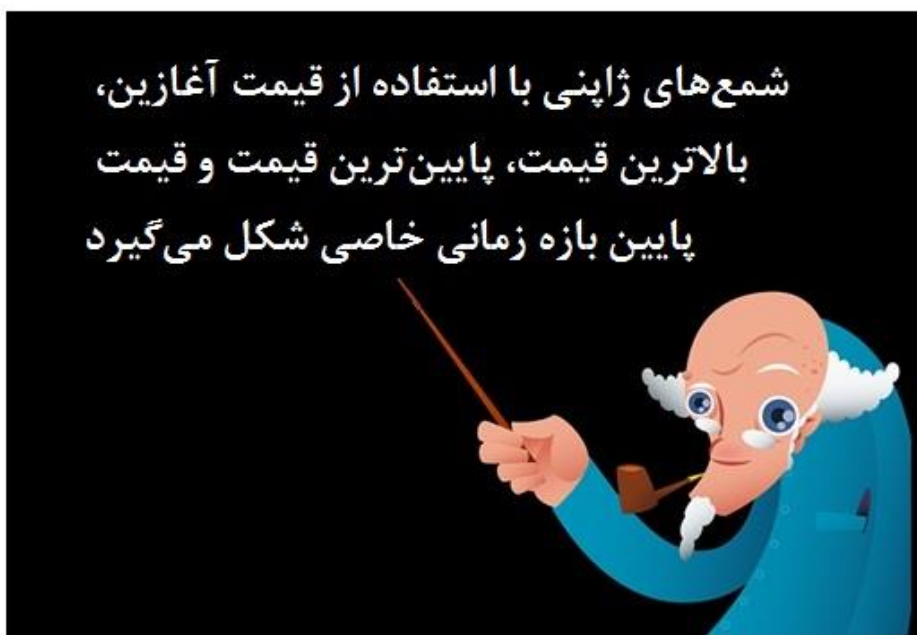 شمع‌های ژاپنی با استفاده از قیمت آغازین،
بالاترین قیمت، پایین‌ترین قیمت و قیمت
پایین بازه زمانی خاصی شکل می‌گیرد